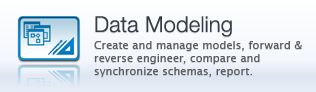 Data Modeling
Create and manage models, forward &
reverse engineer, compare and
synchronize schemas, report.